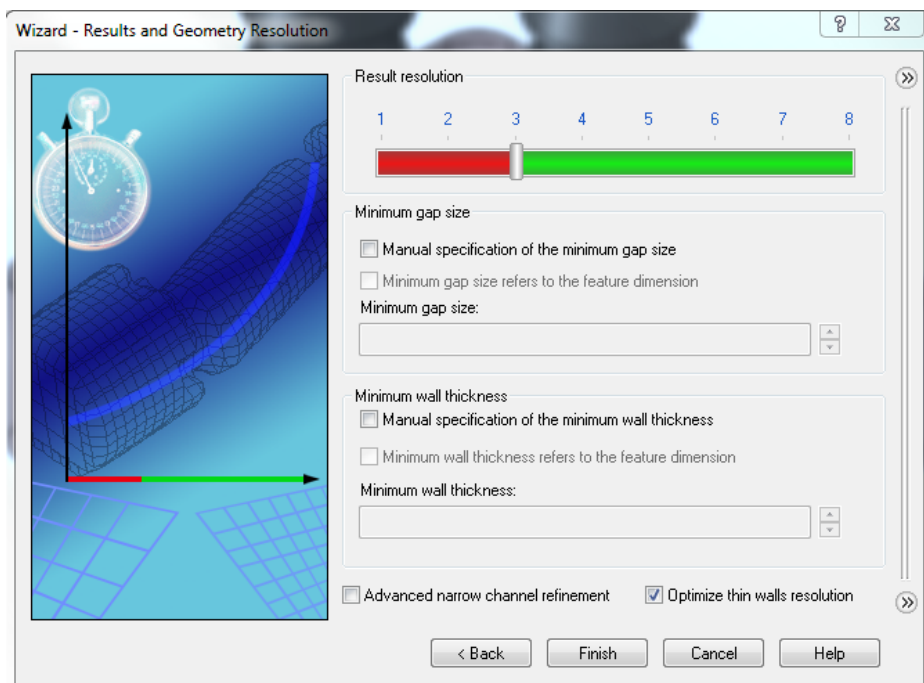 Wizard - Results and Geometry Resolution
Result resolution
1 2 3 4 5 6 7 8
Minimum gap size
Manual specification of the minimum gap size
Minimum gap size refers to the feature dimension
Minimum gap size:
Minimum wall thickness
Manual specification of the minimum wall thickness
Minimum wall thickness refers to the feature dimension
Minimum wall thickness:
Advanced narrow channel refinement Optimize thin walls resolution
< Back Finish Cancel Help